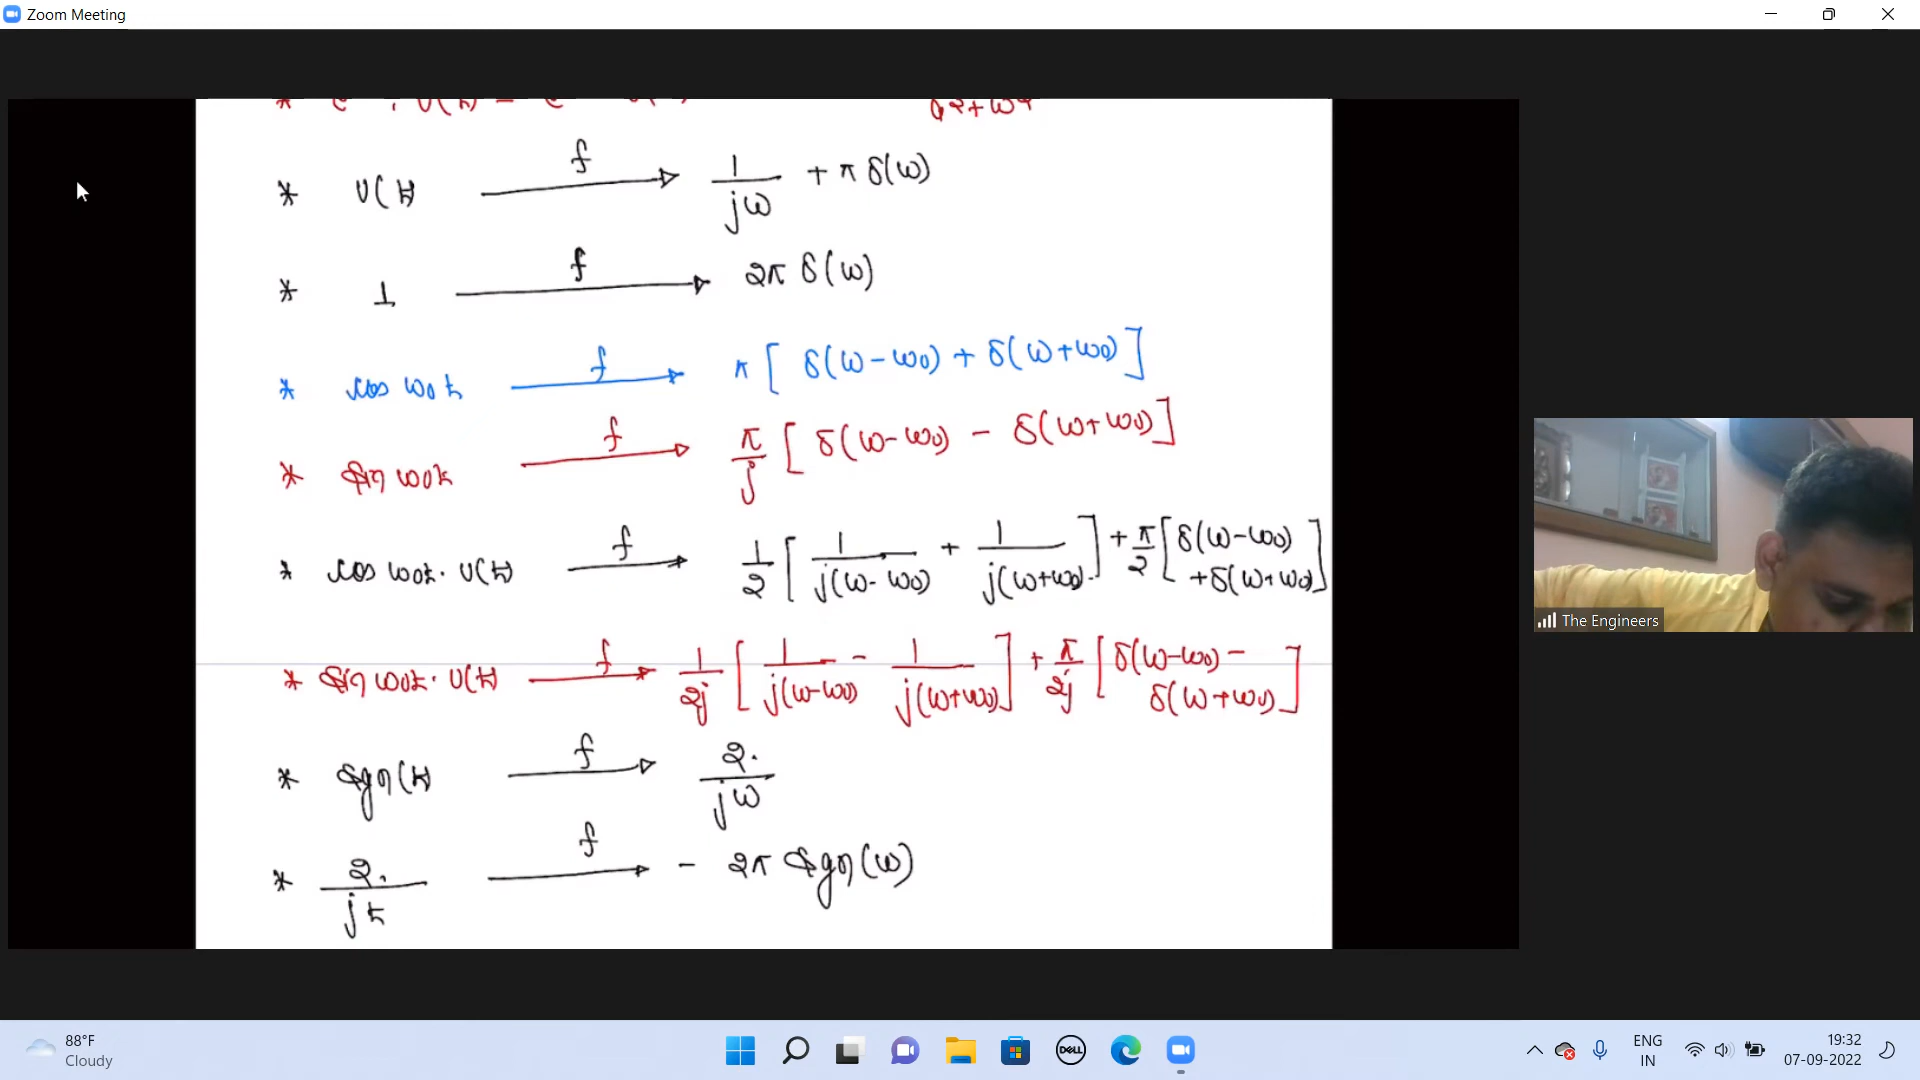 Zoom Meeting
* u(t) f 1/jω + π δ(ω)
* 1 f 2π δ(ω)
* cos ω0t f π [ δ(ω-ω0) + δ(ω+ω0) ]
* sin ω0t f π/j [ δ(ω-ω0) - δ(ω+ω0) ]
* cos ω0t · u(t) f 1/2 [ 1/j(ω-ω0) + 1/j(ω+ω0) ] + π/2 [ δ(ω-ω0) + δ(ω+ω0) ]
* sin ω0t · u(t) f 1/2j [ 1/j(ω-ω0) - 1/j(ω+ω0) ] + π/2j [ δ(ω-ω0) - δ(ω+ω0) ]
* sgn(t) f 2/jω
* 2/jt f - 2π sgn(ω)
The Engineers
88°F
Cloudy
DELL
ENG
IN
19:32
07-09-2022